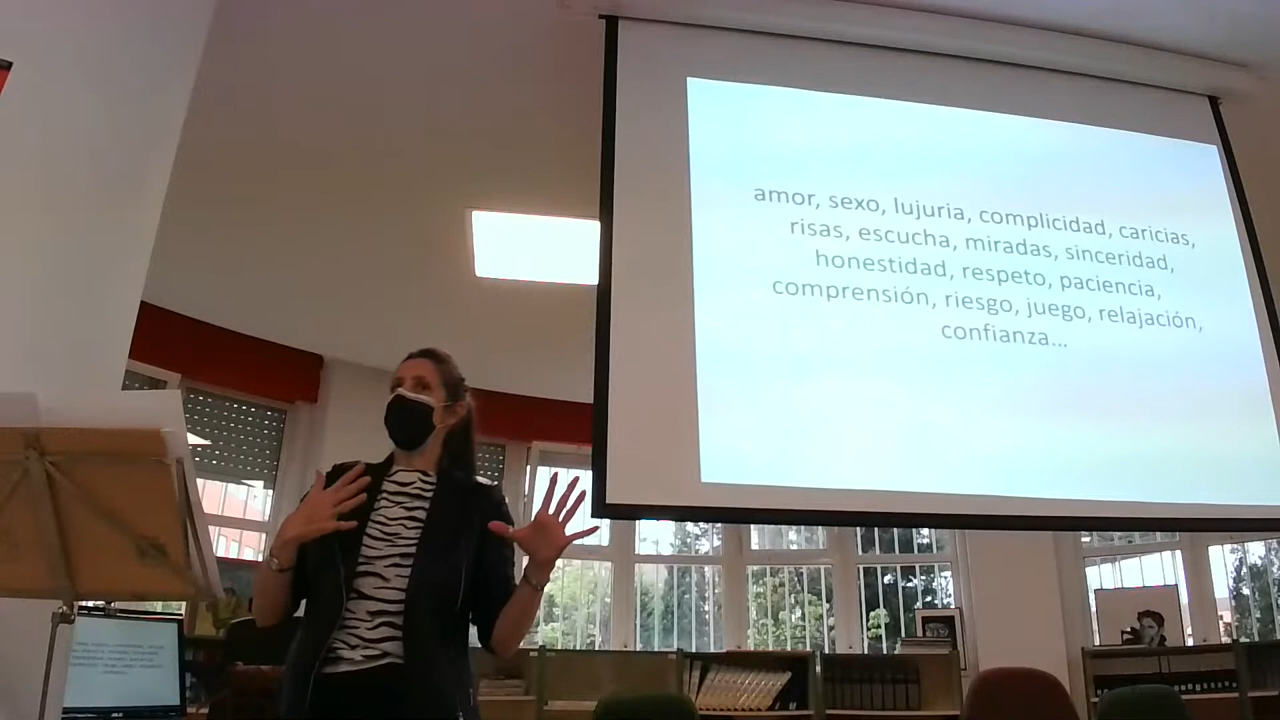 amor, sexo, lujuria, complicidad, caricias,
risas, escucha, miradas, sinceridad,
honestidad, respeto, paciencia,
comprensión, riesgo, juego, relajación,
confianza...